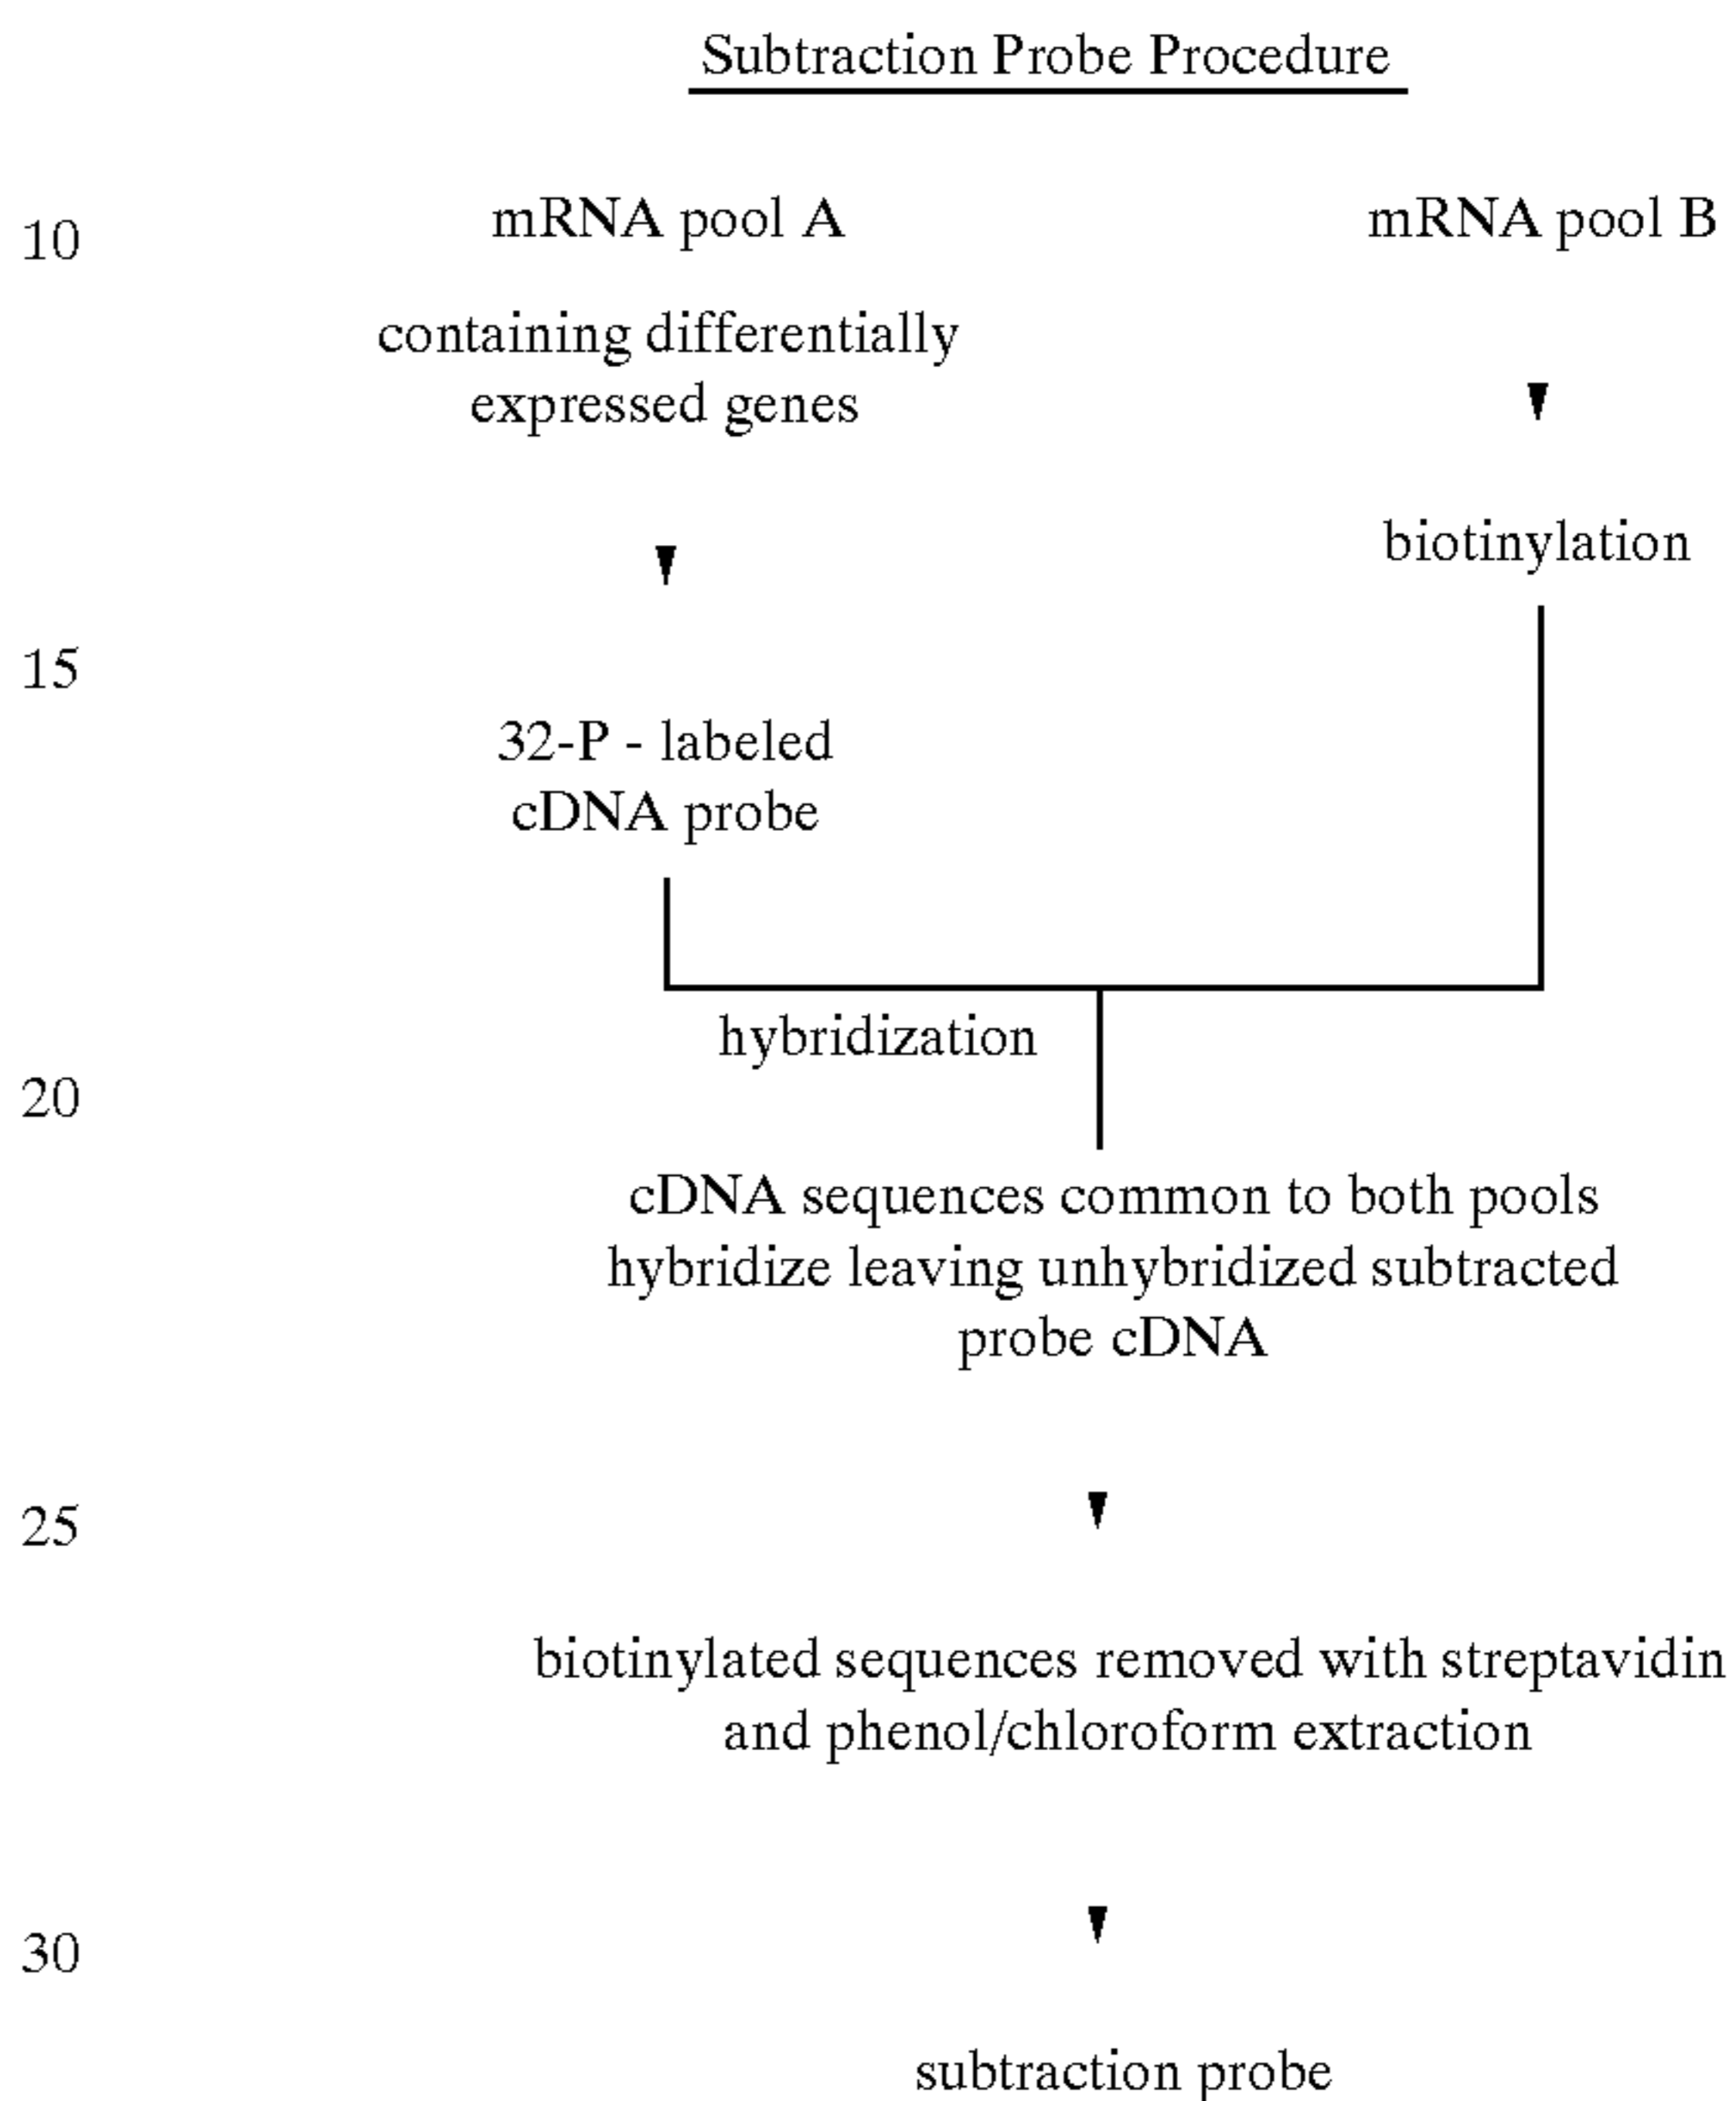 Subtraction Probe Procedure
10
mRNA pool A
mRNA pool B
containing differentially
expressed genes
biotinylation
15
32-P - labeled
cDNA probe
hybridization
20
cDNA sequences common to both pools
hybridize leaving unhybridized subtracted
probe cDNA
25
biotinylated sequences removed with streptavidin
and phenol/chloroform extraction
30
subtraction probe